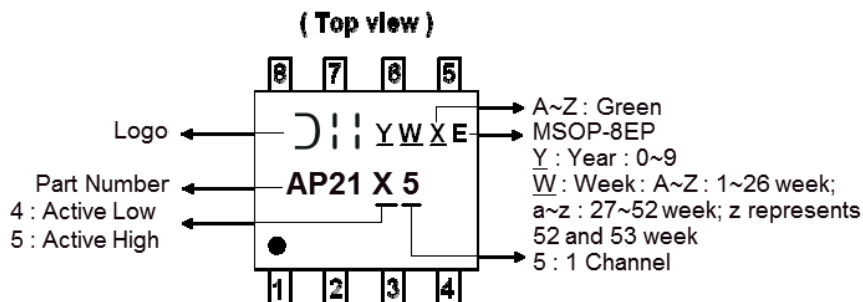 ( Top view )
8 7 6 5
Logo
Y W X E
A~Z : Green
MSOP-8EP
Y : Year : 0~9
W : Week : A~Z : 1~26 week;
a~z : 27~52 week; z represents
52 and 53 week
5 : 1 Channel
Part Number
AP21 X 5
4 : Active Low
5 : Active High
1 2 3 4